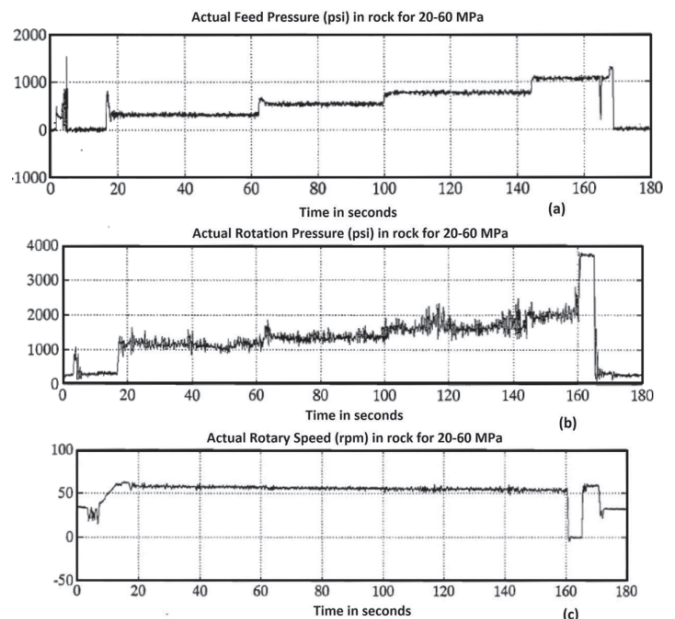 Actual Feed Pressure (psi) in rock for 20-60 MPa
2000
1000
0
-1000
0 20 40 60 80 100 120 140 160 180
Time in seconds
(a)
Actual Rotation Pressure (psi) in rock for 20-60 MPa
4000
3000
2000
1000
0
0 20 40 60 80 100 120 140 160 180
Time in seconds
(b)
Actual Rotary Speed (rpm) in rock for 20-60 MPa
100
50
0
-50
0 20 40 60 80 100 120 140 160 180
Time in seconds
(c)